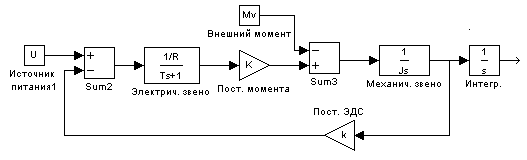 Mv
Внешний момент
U
Источник
питания1
+
−
Sum2
1/R
Ts+1
Электрич. звено
K
Пост. момента
−
+
Sum3
1
Js
Механич. звено
1
s
Интегр.
Пост. ЭДС
k